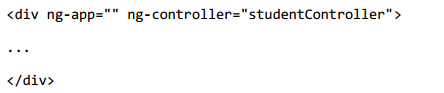 <div ng-app="" ng-controller="studentController">
...
</div>